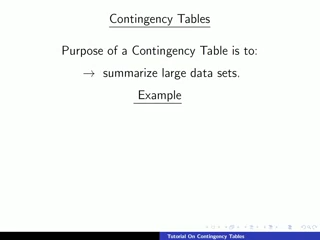 Contingency Tables
Purpose of a Contingency Table is to:
→ summarize large data sets.
Example
Tutorial On Contingency Tables